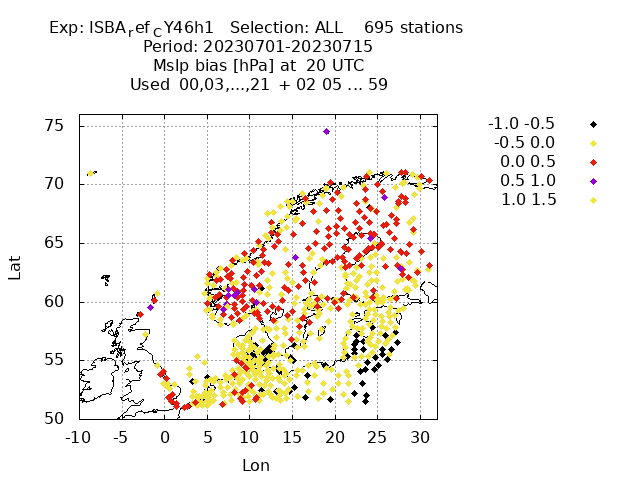 Exp: ISBA_ref_C Y46h1   Selection: ALL    695 stations
Period: 20230701-20230715
Mslp bias [hPa] at  20 UTC
Used  00,03,...,21  + 02 05 ... 59
-1.0 -0.5
-0.5 0.0
0.0 0.5
0.5 1.0
1.0 1.5
75
70
65
60
55
50
Lat
-10 -5 0 5 10 15 20 25 30
Lon